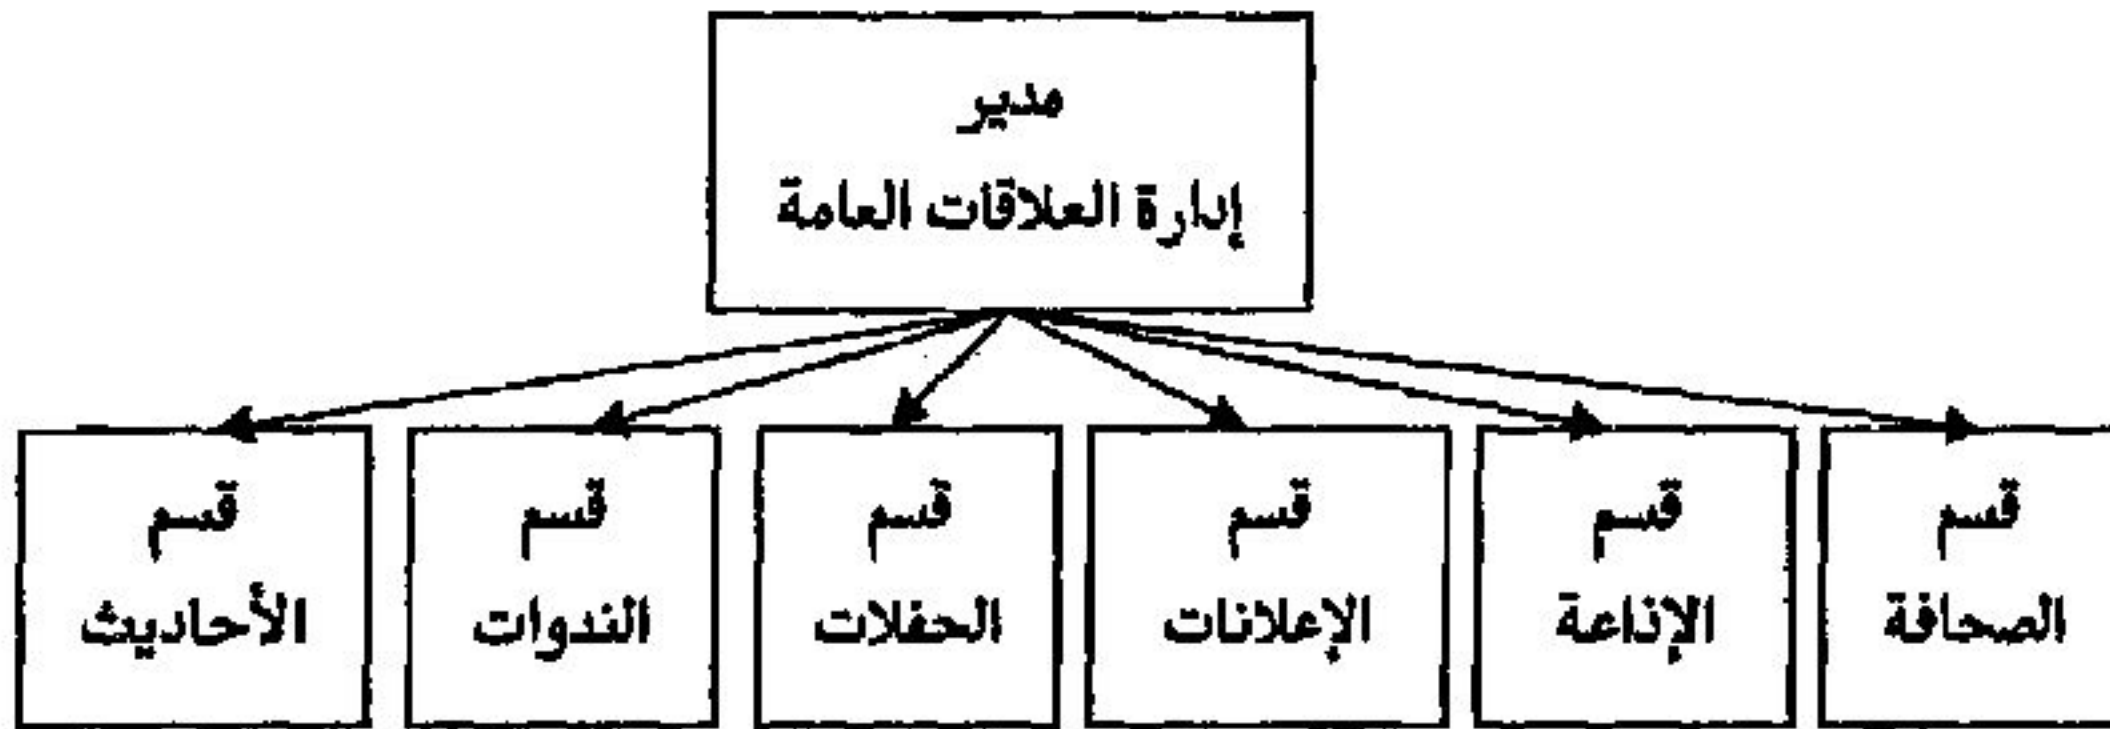 مدير
إدارة العلاقات العامة
قسم
الصحافة
قسم
الإذاعة
قسم
الإعلانات
قسم
الحفلات
قسم
الندوات
قسم
الأحاديث